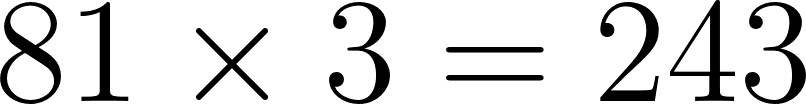 81 × 3 = 243